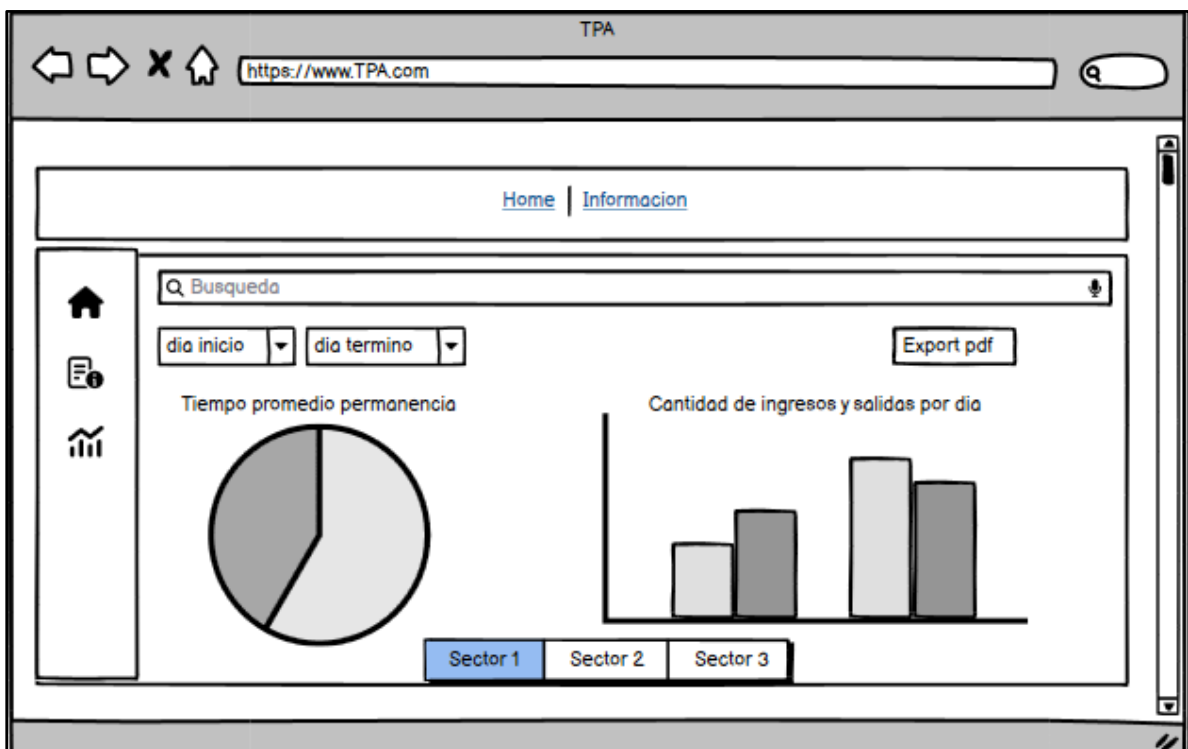 TPA
https://www.TPA.com
Home | Informacion
Busqueda
dia inicio dia termino Export pdf
Tiempo promedio permanencia Cantidad de ingresos y salidas por dia
Sector 1 Sector 2 Sector 3